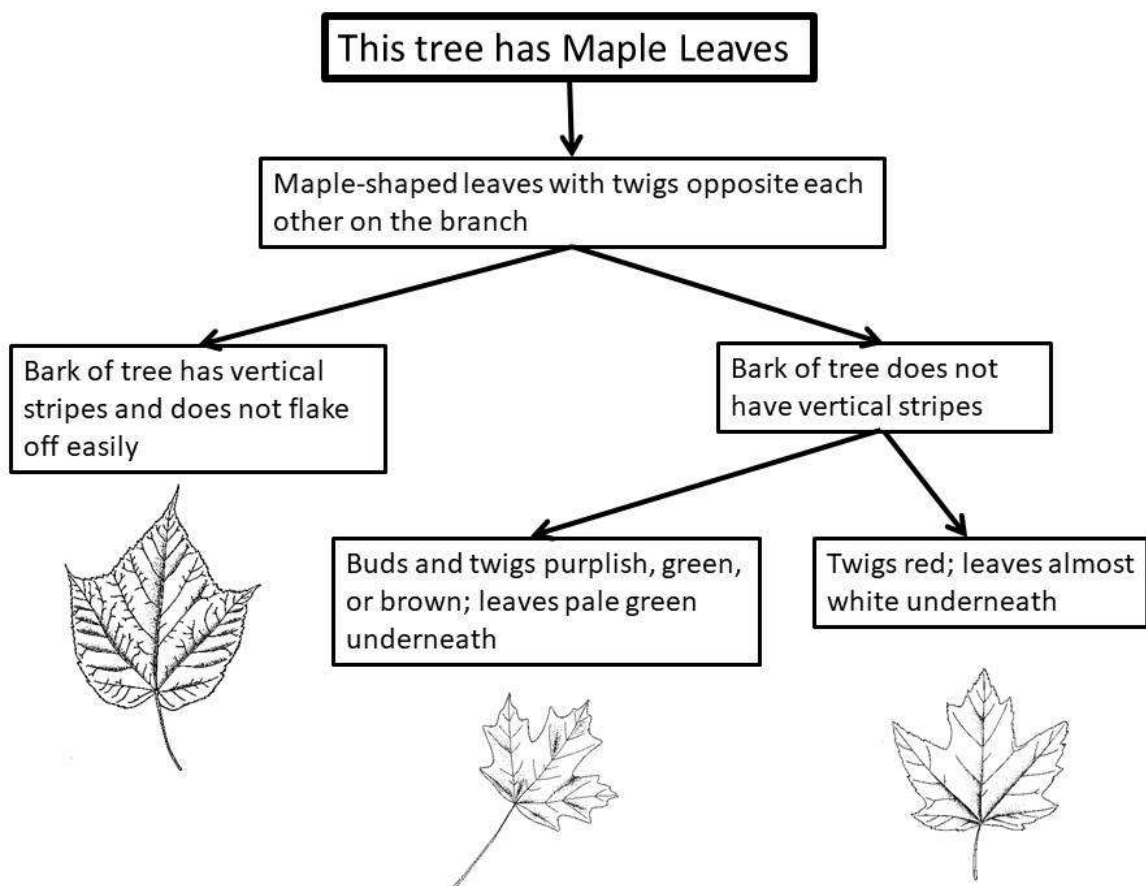 This tree has Maple Leaves
Maple-shaped leaves with twigs opposite each
other on the branch
Bark of tree has vertical
stripes and does not flake
off easily
Bark of tree does not
have vertical stripes
Buds and twigs purplish, green,
or brown; leaves pale green
underneath
Twigs red; leaves almost
white underneath